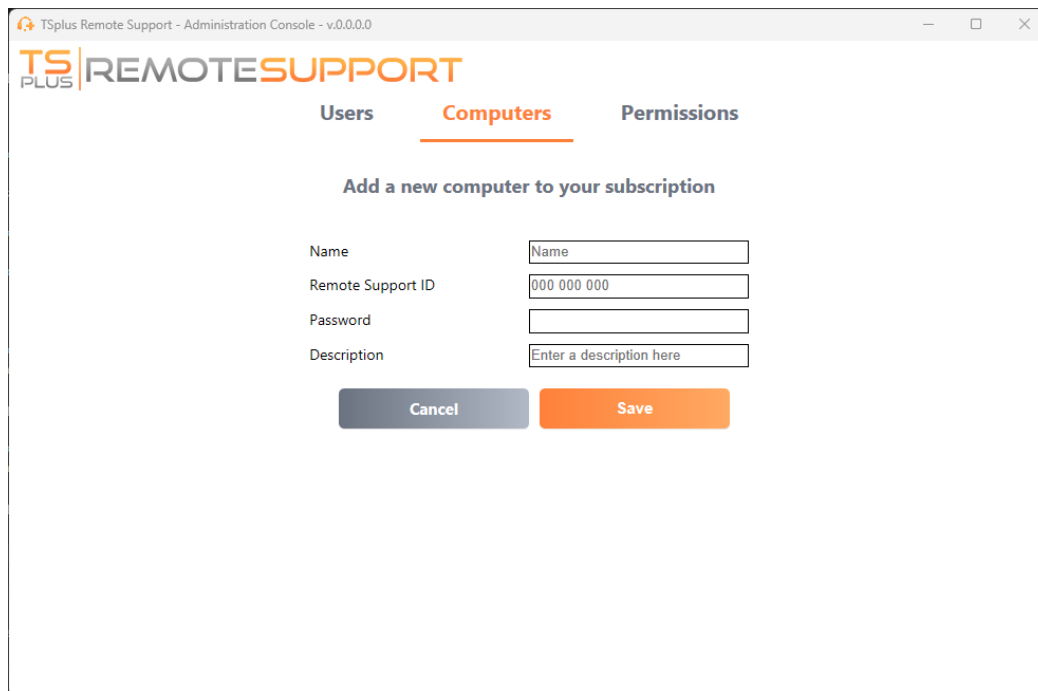 TSplus Remote Support - Administration Console - v.0.0.0.0
TS PLUS REMOTESUPPORT
Users Computers Permissions
Add a new computer to your subscription
Name Name
Remote Support ID 000 000 000
Password
Description Enter a description here
Cancel Save